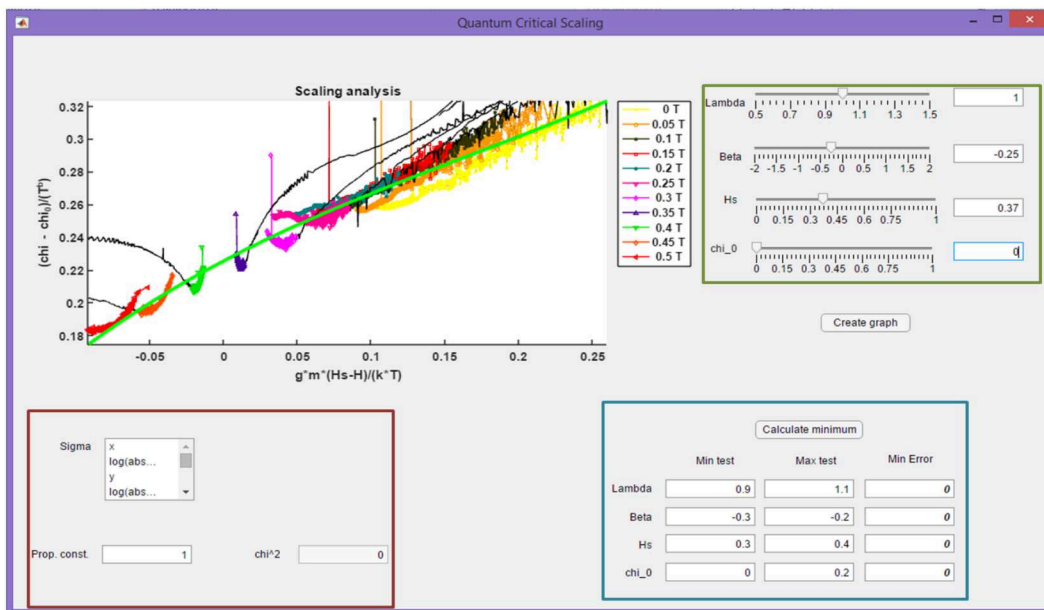 Quantum Critical Scaling
Scaling analysis
0.32
0.3
0.28
0.26
0.24
0.22
0.2
0.18
(chi - chi0)/(T^b)
-0.05 0 0.05 0.1 0.15 0.2 0.25
g*m*(Hs-H)/(k*T)
0 T
0.05 T
0.1 T
0.15 T
0.2 T
0.25 T
0.3 T
0.35 T
0.4 T
0.45 T
0.5 T
Lambda 1
0.5 0.7 0.9 1.1 1.3 1.5
Beta -0.25
-2 -1.5 -1 -0.5 0 0.5 1 1.5 2
Hs 0.37
0 0.15 0.3 0.45 0.6 0.75 1
chi_0 0
0 0.15 0.3 0.45 0.6 0.75 1
Create graph
Sigma
x
log(abs...
y
log(abs...
Prop. const. 1 chi^2 0
Calculate minimum
Min test Max test Min Error
Lambda 0.9 1.1 0
Beta -0.3 -0.2 0
Hs 0.3 0.4 0
chi_0 0 0.2 0